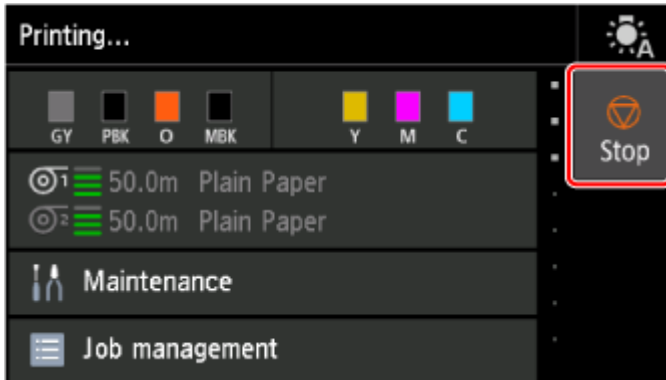 Printing...
A
GY PBK O MBK Y M C
Stop
1 50.0m Plain Paper
2 50.0m Plain Paper
Maintenance
Job management